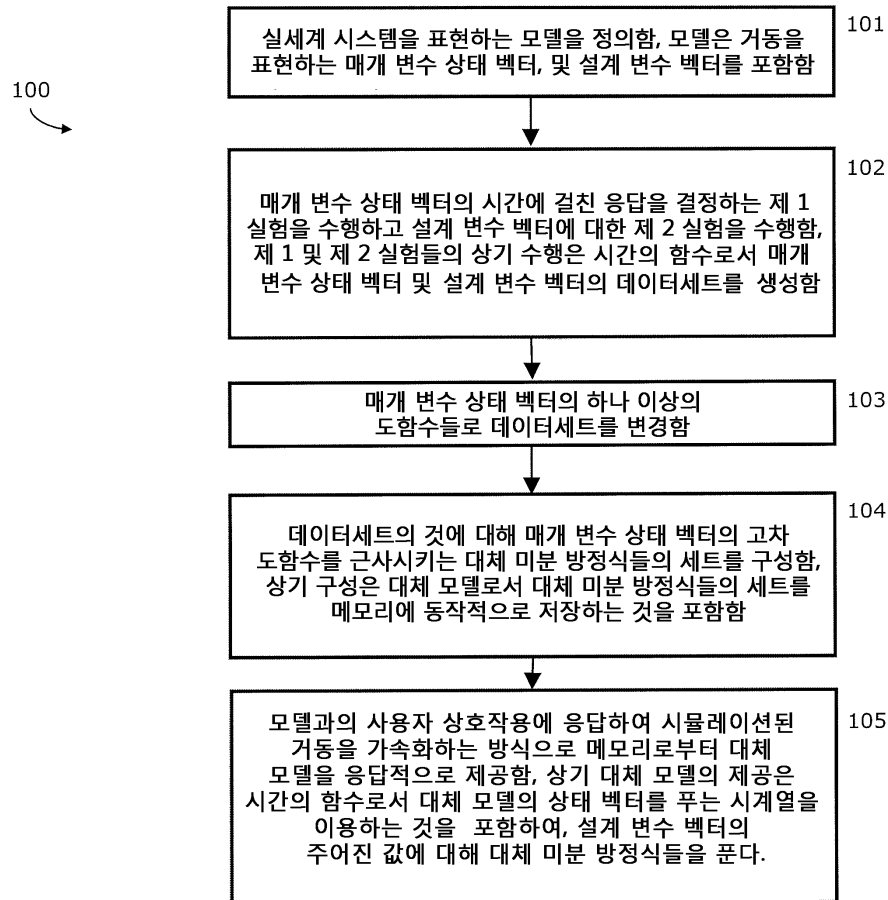 실세계 시스템을 표현하는 모델을 정의함, 모델은 거동을
표현하는 매개 변수 상태 벡터, 및 설계 변수 벡터를 포함함
101
100
매개 변수 상태 벡터의 시간에 걸친 응답을 결정하는 제 1
실험을 수행하고 설계 변수 벡터에 대한 제 2 실험을 수행함,
제 1 및 제 2 실험들의 상기 수행은 시간의 함수로서 매개
변수 상태 벡터 및 설계 변수 벡터의 데이터세트를 생성함
102
매개 변수 상태 벡터의 하나 이상의
도함수들로 데이터세트를 변경함
103
데이터세트의 것에 대해 매개 변수 상태 벡터의 고차
도함수를 근사시키는 대체 미분 방정식들의 세트를 구성함,
상기 구성은 대체 모델로서 대체 미분 방정식들의 세트를
메모리에 동작적으로 저장하는 것을 포함함
104
모델과의 사용자 상호작용에 응답하여 시뮬레이션된
거동을 가속화하는 방식으로 메모리로부터 대체
모델을 응답적으로 제공함, 상기 대체 모델의 제공은
시간의 함수로서 대체 모델의 상태 벡터를 푸는 시계열을
이용하는 것을 포함하여, 설계 변수 벡터의
주어진 값에 대해 대체 미분 방정식들을 푼다.
105